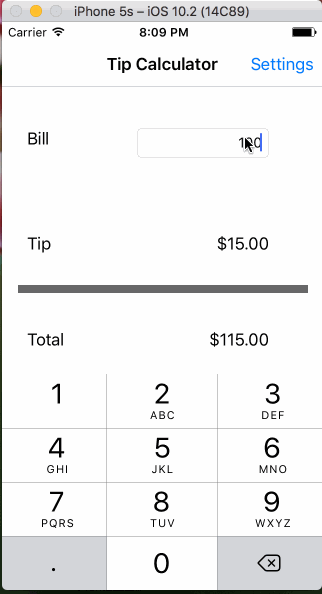 iPhone 5s – iOS 10.2 (14C89)
Carrier 8:09 PM
Tip Calculator Settings
Bill 100
Tip $15.00
Total $115.00
1 2 3
ABC DEF
4 5 6
GHI JKL MNO
7 8 9
PQRS TUV WXYZ
. 0